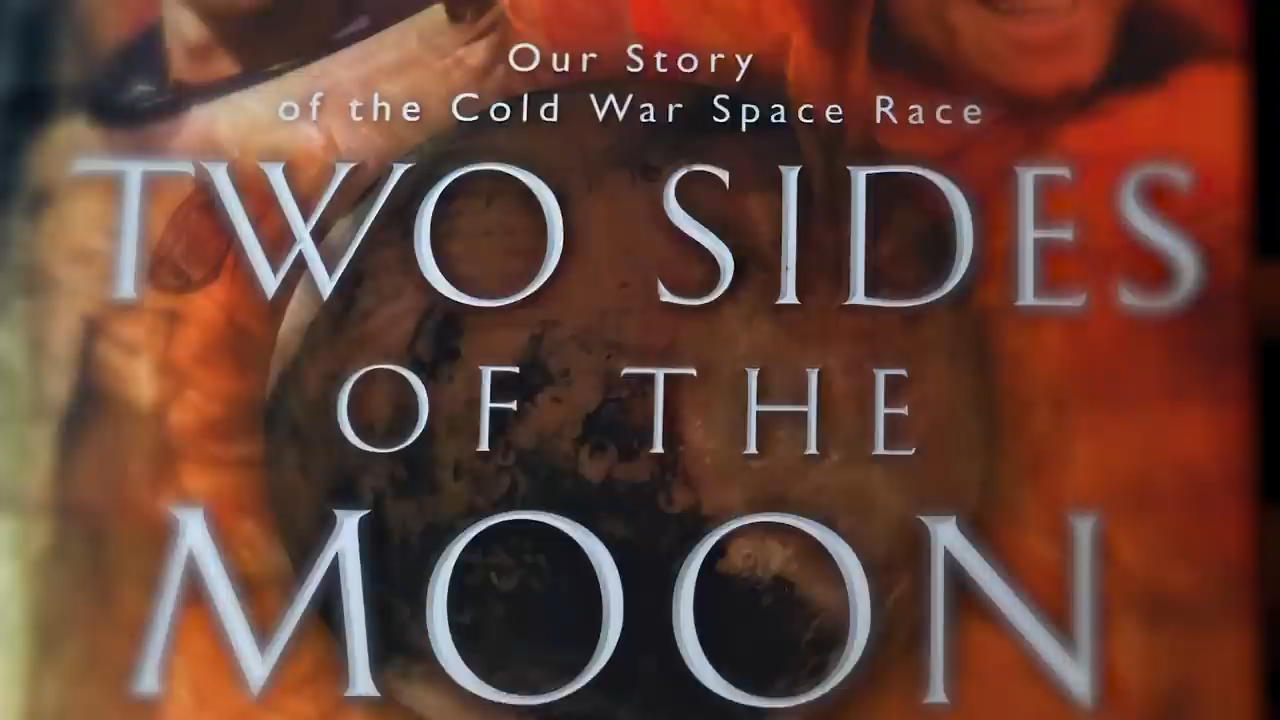 Our Story
of the Cold War Space Race
TWO SIDES
OF THE
MOON